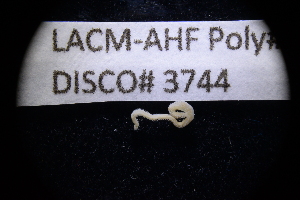 LACM-AHF Poly#
DISCO# 3744